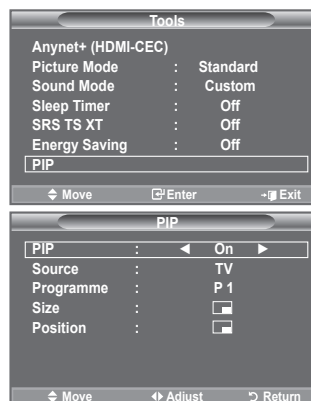 Tools
Anynet+ (HDMI-CEC)
Picture Mode : Standard
Sound Mode : Custom
Sleep Timer : Off
SRS TS XT : Off
Energy Saving : Off
PIP
Move Enter Exit
PIP
PIP : ◄ On ►
Source : TV
Programme : P 1
Size :
Position :
Move Adjust Return